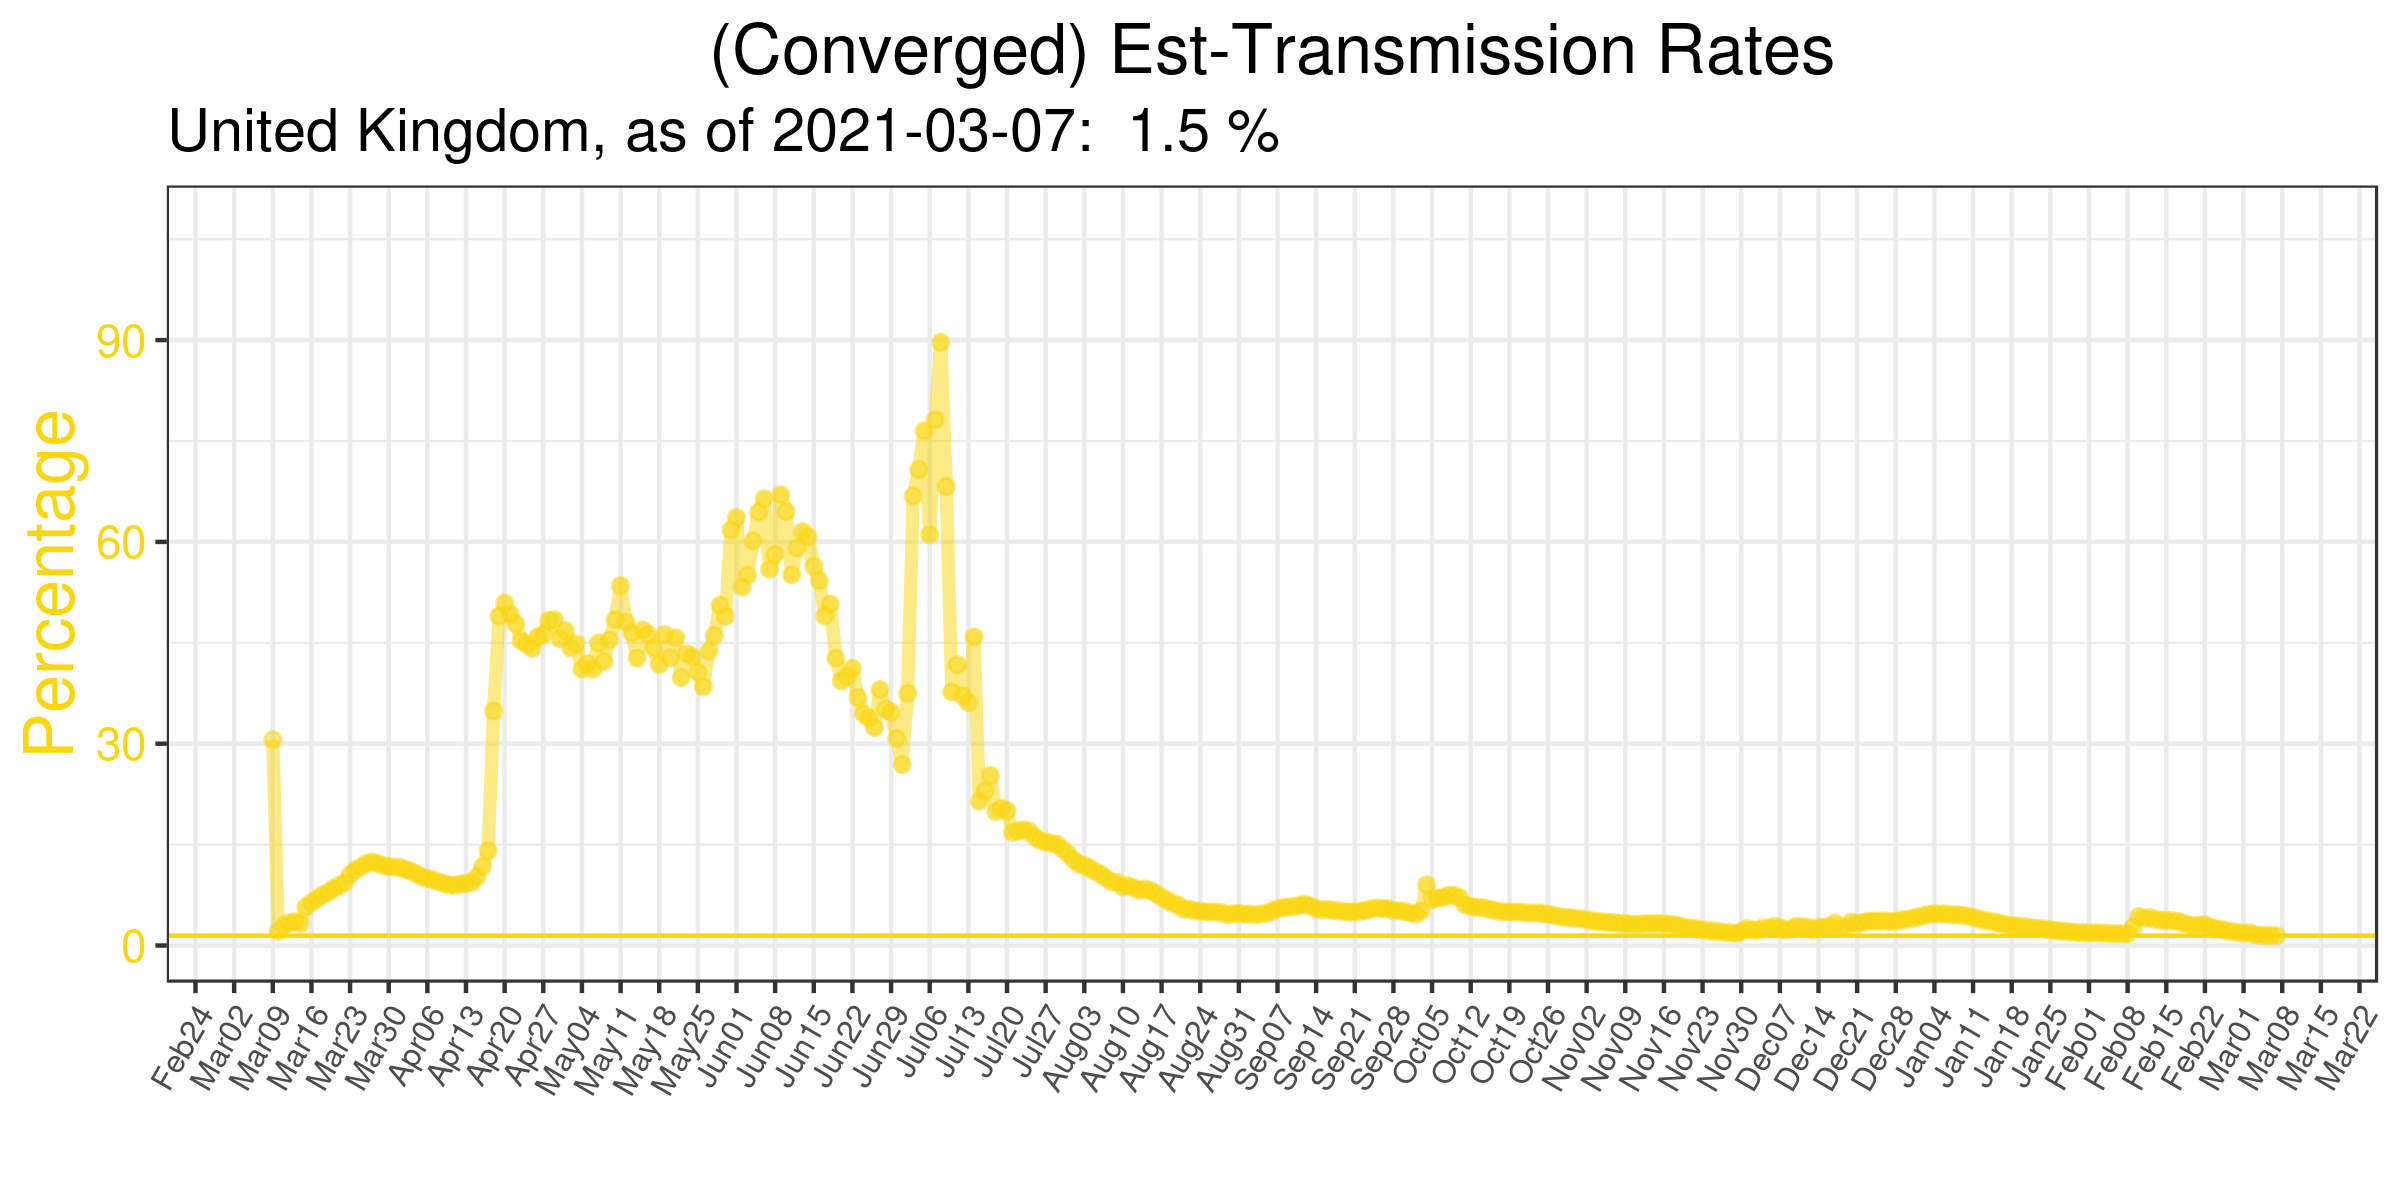 (Converged) Est-Transmission Rates
United Kingdom, as of 2021-03-07:  1.5 %
Percentage
90
60
30
0
Feb24
Mar02
Mar09
Mar16
Mar23
Mar30
Apr06
Apr13
Apr20
Apr27
May04
May11
May18
May25
Jun01
Jun08
Jun15
Jun22
Jun29
Jul06
Jul13
Jul20
Jul27
Aug03
Aug10
Aug17
Aug24
Aug31
Sep07
Sep14
Sep21
Sep28
Oct05
Oct12
Oct19
Oct26
Nov02
Nov09
Nov16
Nov23
Nov30
Dec07
Dec14
Dec21
Dec28
Jan04
Jan11
Jan18
Jan25
Feb01
Feb08
Feb15
Feb22
Mar01
Mar08
Mar15
Mar22